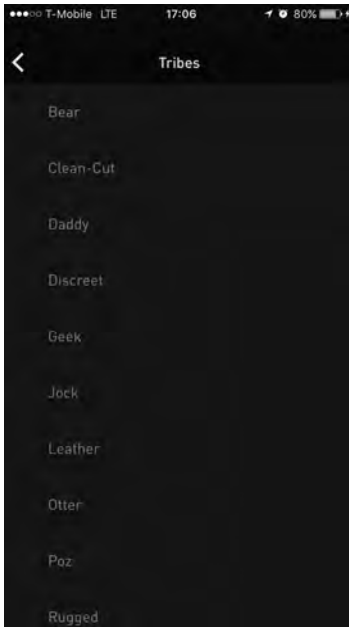 T-Mobile LTE 17:06 80%
Tribes
Bear
Clean-Cut
Daddy
Discreet
Geek
Jock
Leather
Otter
Poz
Rugged